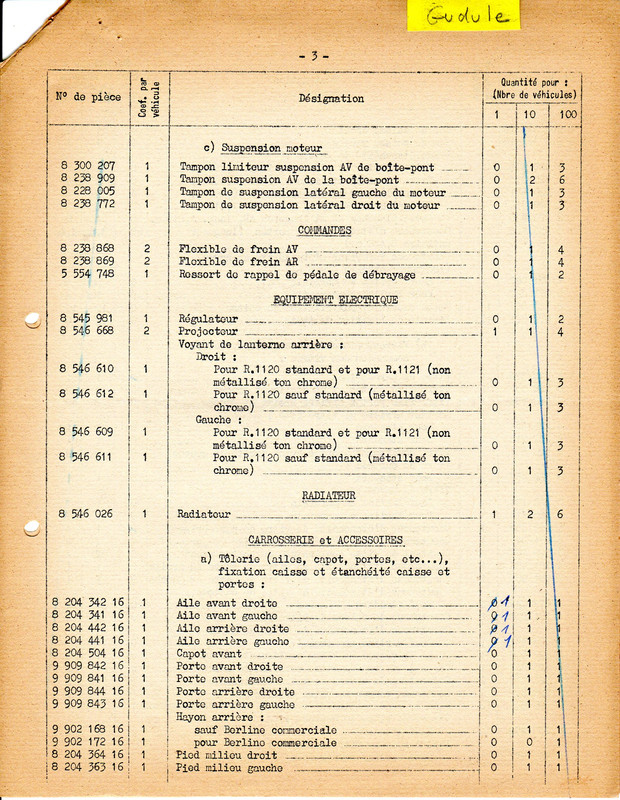 Gudule
- 3 -
N° de pièce | Coef. par véhicule | Désignation | Quantité pour : (Nbre de véhicules)
1 | 10 | 100
c) Suspension moteur
8 300 207 | 1 | Tampon limiteur suspension AV de boîte-pont | 0 | 1 | 3
8 238 909 | 1 | Tampon suspension AV de la boîte-pont | 0 | 2 | 6
8 228 005 | 1 | Tampon de suspension latéral gauche du moteur | 0 | 1 | 3
8 238 772 | 1 | Tampon de suspension latéral droit du moteur | 0 | 1 | 3
COMMANDES
8 238 868 | 2 | Flexible de frein AV | 0 | 1 | 4
8 238 869 | 2 | Flexible de frein AR | 0 | 1 | 4
5 554 748 | 1 | Ressort de rappel de pédale de débrayage | 0 | 1 | 2
EQUIPEMENT ELECTRIQUE
8 545 981 | 1 | Régulateur | 0 | 1 | 2
8 546 668 | 2 | Projecteur | 1 | 1 | 4
Voyant de lanterne arrière :
Droit :
8 546 610 | 1 | Pour R.1120 standard et pour R.1121 (non
métallisé ton chrome) | 0 | 1 | 3
8 546 612 | 1 | Pour R.1120 sauf standard (métallisé ton
chrome) | 0 | 1 | 3
Gauche :
8 546 609 | 1 | Pour R.1120 standard et pour R.1121 (non
métallisé ton chrome) | 0 | 1 | 3
8 546 611 | 1 | Pour R.1120 sauf standard (métallisé ton
chrome) | 0 | 1 | 3
RADIATEUR
8 546 026 | 1 | Radiateur | 1 | 2 | 6
CARROSSERIE et ACCESSOIRES
a) Tôlerie (ailes, capot, portes, etc...),
fixation caisse et étanchéité caisse et
portes :
8 204 342 16 | 1 | Aile avant droite | 0 1 | 1 | 1
8 204 341 16 | 1 | Aile avant gauche | 0 1 | 1 | 1
8 204 442 16 | 1 | Aile arrière droite | 0 1 | 1 | 1
8 204 441 16 | 1 | Aile arrière gauche | 0 1 | 1 | 1
8 204 504 16 | 1 | Capot avant | 0 | 1 | 1
9 909 842 16 | 1 | Porte avant droite | 0 | 1 | 1
9 909 841 16 | 1 | Porte avant gauche | 0 | 1 | 1
9 909 844 16 | 1 | Porte arrière droite | 0 | 1 | 1
9 909 843 16 | 1 | Porte arrière gauche | 0 | 1 | 1
Hayon arrière :
9 902 168 16 | 1 | sauf Berline commerciale | 0 | 1 | 1
9 902 172 16 | 1 | pour Berline commerciale | 0 | 0 | 1
8 204 364 16 | 1 | Pied milieu droit | 0 | 1 | 1
8 204 363 16 | 1 | Pied milieu gauche | 0 | 1 | 1